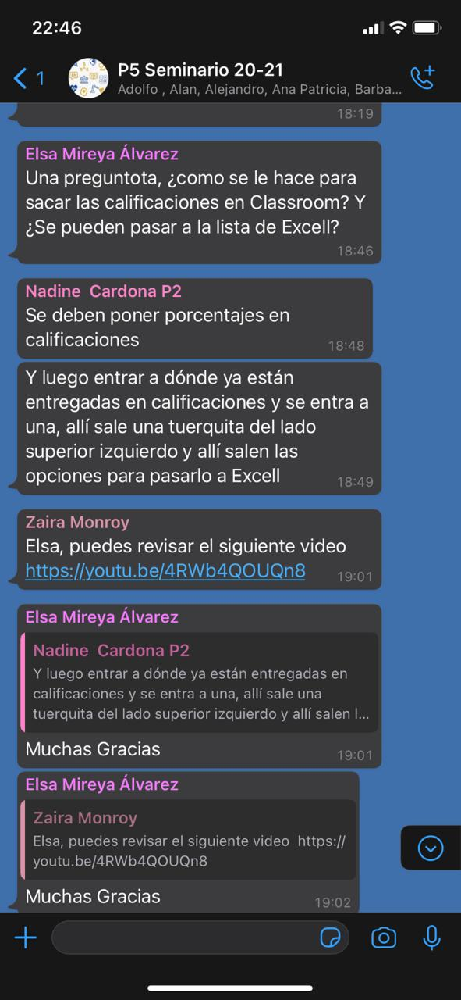 22:46
1
P5 Seminario 20-21
Adolfo , Alan, Alejandro, Ana Patricia, Barba...
18:19
Elsa Mireya Álvarez
Una preguntota, ¿como se le hace para
sacar las calificaciones en Classroom? Y
¿Se pueden pasar a la lista de Excell?
18:46
Nadine  Cardona P2
Se deben poner porcentajes en
calificaciones
18:48
Y luego entrar a dónde ya están
entregadas en calificaciones y se entra a
una, allí sale una tuerquita del lado
superior izquierdo y allí salen las
opciones para pasarlo a Excell
18:49
Zaira Monroy
Elsa, puedes revisar el siguiente video
https://youtu.be/4RWb4QOUQn8
19:01
Elsa Mireya Álvarez
Nadine  Cardona P2
Y luego entrar a dónde ya están entregadas en
calificaciones y se entra a una, allí sale una
tuerquita del lado superior izquierdo y allí salen l...
Muchas Gracias
19:01
Elsa Mireya Álvarez
Zaira Monroy
Elsa, puedes revisar el siguiente video  https://
youtu.be/4RWb4QOUQn8
Muchas Gracias
19:02